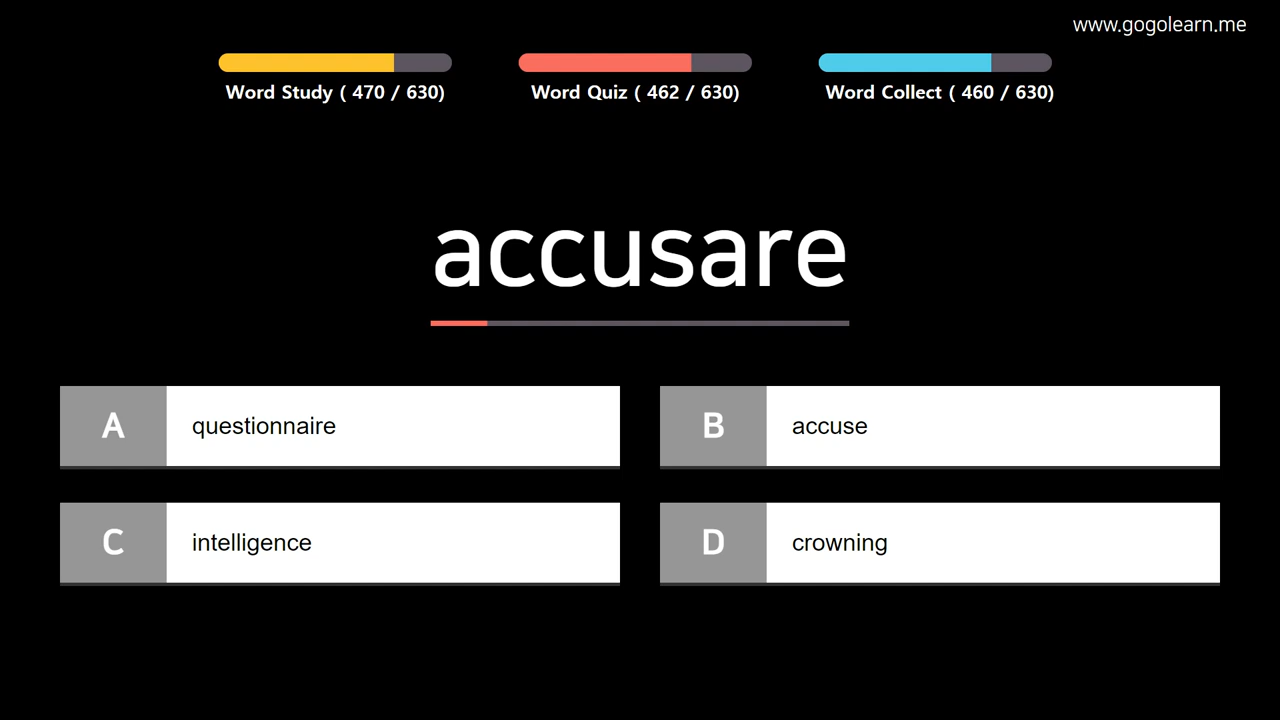 www.gogolearn.me
Word Study ( 470 / 630)
Word Quiz ( 462 / 630)
Word Collect ( 460 / 630)
accusare
A questionnaire
B accuse
C intelligence
D crowning